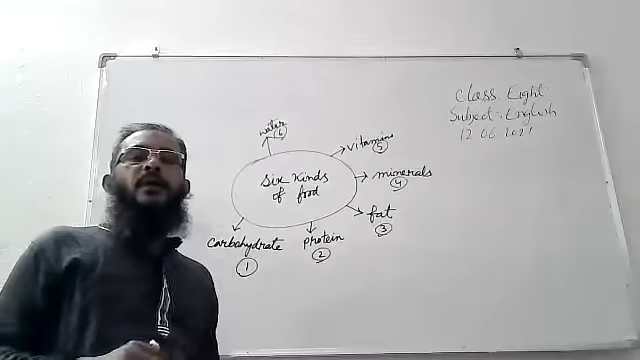 Class Eight
Subject:- English
12 06 2021
Six Kinds
of food
water
6
vitamins
5
minerals
4
fat
3
protein
2
carbohydrate
1